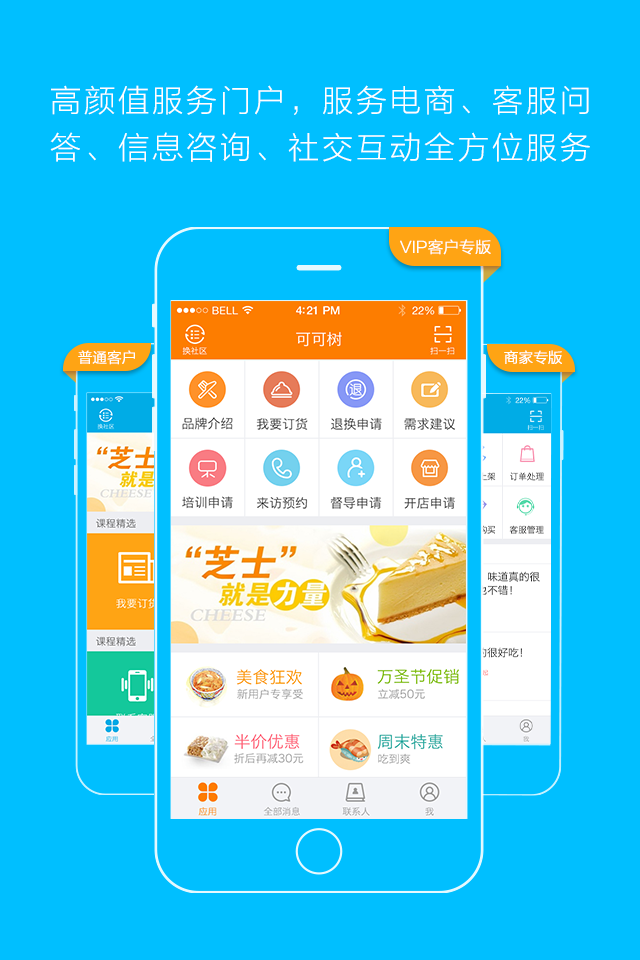 高颜值服务门户，服务电商、客服问
答、信息咨询、社交互动全方位服务
VIP客户专版
普通客户
商家专版
BELL
4:21 PM
22%
换社区
可可树
扫一扫
品牌介绍
我要订货
退
退换申请
需求建议
培训申请
来访预约
督导申请
开店申请
“芝士”
就是力量
CHEESE
美食狂欢
新用户专享受
万圣节促销
立减50元
半价优惠
折后再减30元
周末特惠
吃到爽
应用
全部消息
联系人
我
换社区
“芝士
就是
CHEESE
课程精选
我要订货
课程精选
应用
22%
扫一扫
上架
订单处理
购买
客服管理
味道真的很
不错！
的很好吃！
人
我